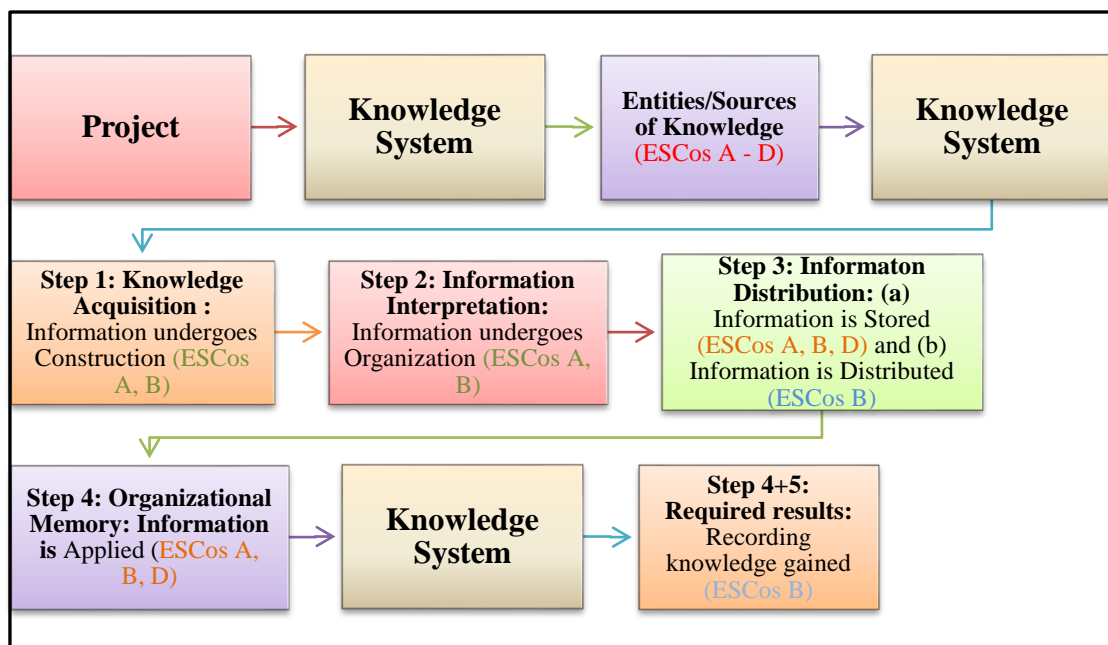 Project
Knowledge
System
Entities/Sources
of Knowledge
(ESCos A - D)
Knowledge
System
Step 1: Knowledge
Acquisition :
Information undergoes
Construction (ESCos
A, B)
Step 2: Information
Interpretation:
Information undergoes
Organization (ESCos A,
B)
Step 3: Informaton
Distribution: (a)
Information is Stored
(ESCos A, B, D) and (b)
Information is Distributed
(ESCos B)
Step 4: Organizational
Memory: Information
is Applied (ESCos A,
B, D)
Knowledge
System
Step 4+5:
Required results:
Recording
knowledge gained
(ESCos B)